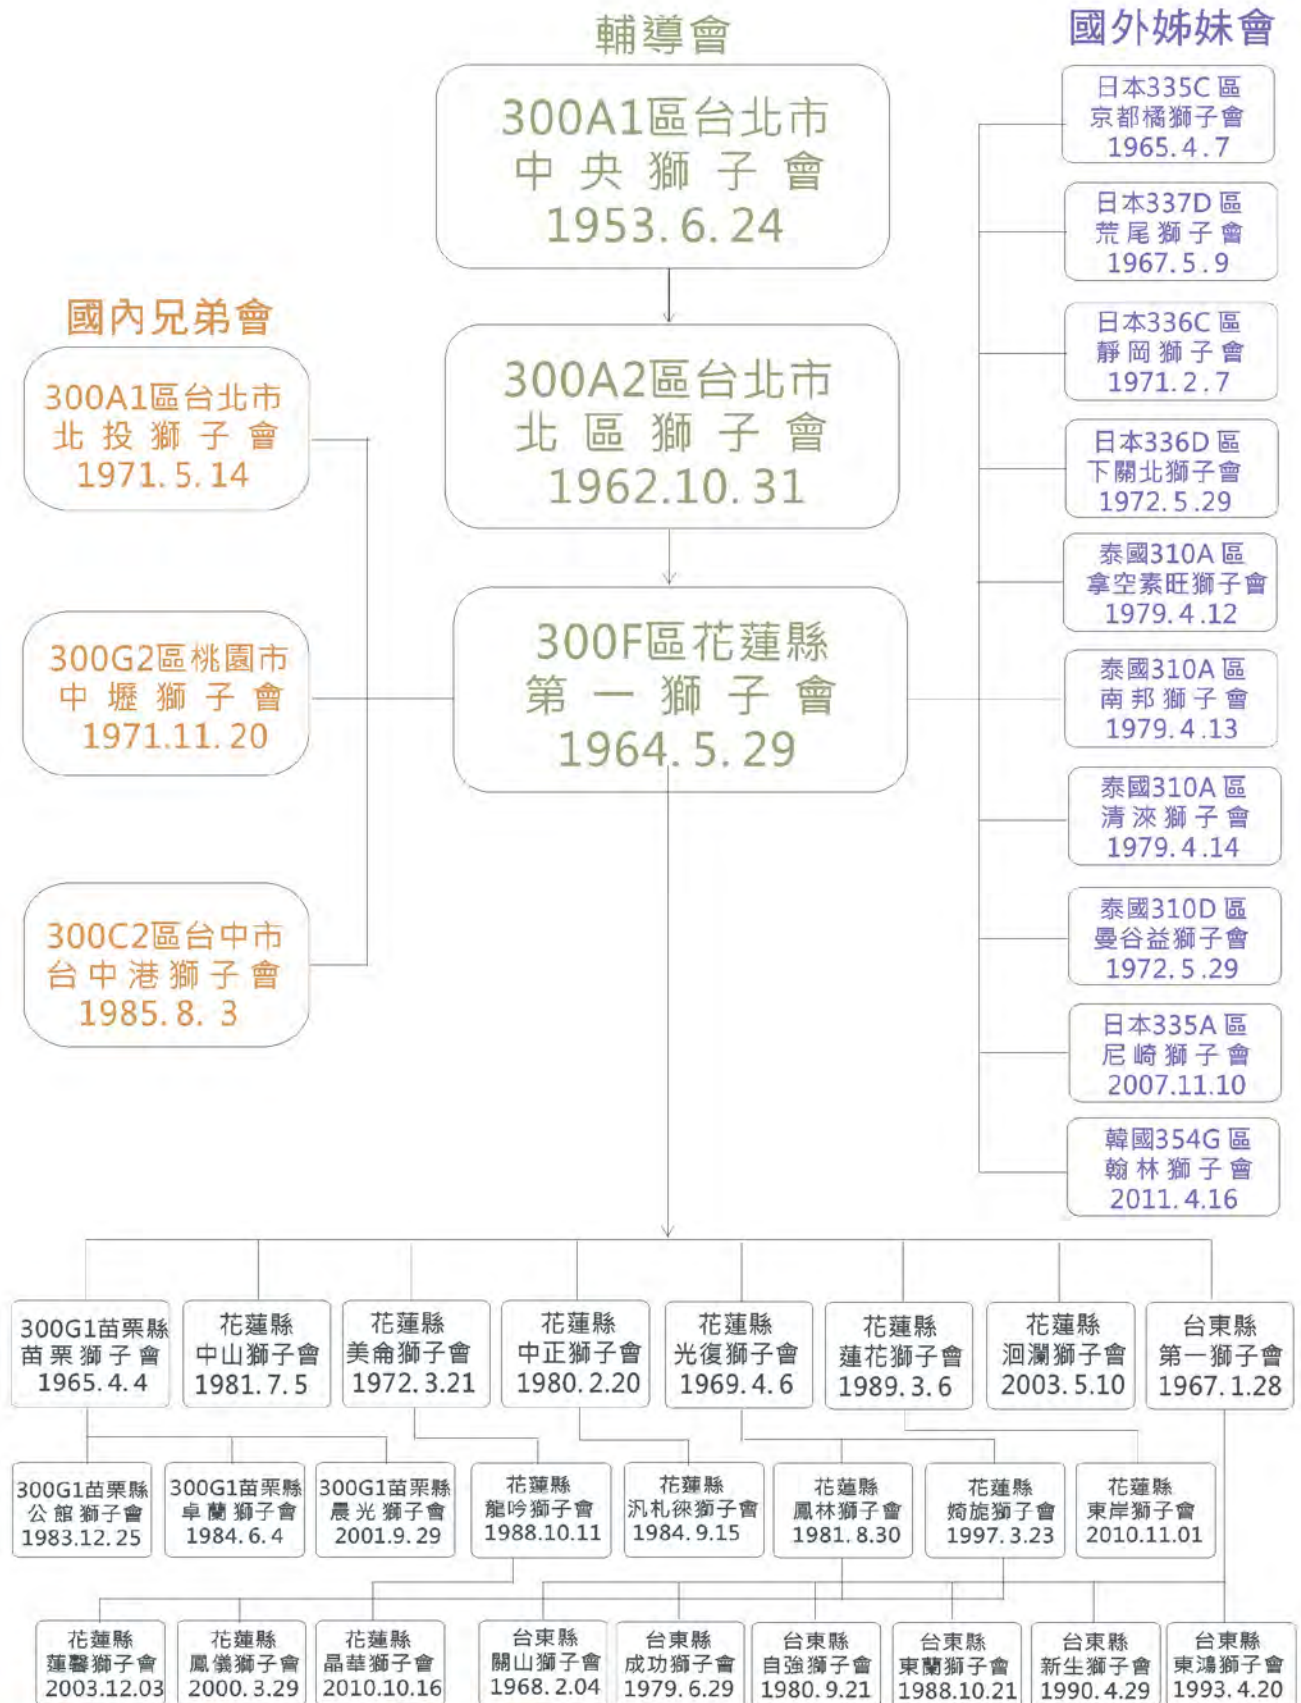 輔導會
300A1區台北市
中央獅子會
1953.6.24
300A2區台北市
北區獅子會
1962.10.31
300F區花蓮縣
第一獅子會
1964.5.29
國內兄弟會
300A1區台北市
北投獅子會
1971.5.14
300G2區桃園市
中壢獅子會
1971.11.20
300C2區台中市
台中港獅子會
1985.8.3
國外姊妹會
日本335C區
京都橘獅子會
1965.4.7
日本337D區
荒尾獅子會
1967.5.9
日本336C區
靜岡獅子會
1971.2.7
日本336D區
下關北獅子會
1972.5.29
泰國310A區
拿空素旺獅子會
1979.4.12
泰國310A區
南邦獅子會
1979.4.13
泰國310A區
清淶獅子會
1979.4.14
泰國310D區
曼谷益獅子會
1972.5.29
日本335A區
尼崎獅子會
2007.11.10
韓國354G區
翰林獅子會
2011.4.16
300G1苗栗縣
苗栗獅子會
1965.4.4
花蓮縣
中山獅子會
1981.7.5
花蓮縣
美侖獅子會
1972.3.21
花蓮縣
中正獅子會
1980.2.20
花蓮縣
光復獅子會
1969.4.6
花蓮縣
蓮花獅子會
1989.3.6
花蓮縣
洄瀾獅子會
2003.5.10
台東縣
第一獅子會
1967.1.28
300G1苗栗縣
公館獅子會
1983.12.25
300G1苗栗縣
卓蘭獅子會
1984.6.4
300G1苗栗縣
晨光獅子會
2001.9.29
花蓮縣
龍吟獅子會
1988.10.11
花蓮縣
汎札徠獅子會
1984.9.15
花蓮縣
鳳林獅子會
1981.8.30
花蓮縣
婍旎獅子會
1997.3.23
花蓮縣
東岸獅子會
2010.11.01
花蓮縣
蓮馨獅子會
2003.12.03
花蓮縣
鳳儀獅子會
2000.3.29
花蓮縣
晶華獅子會
2010.10.16
台東縣
關山獅子會
1968.2.04
台東縣
成功獅子會
1979.6.29
台東縣
自強獅子會
1980.9.21
台東縣
東蘭獅子會
1988.10.21
台東縣
新生獅子會
1990.4.29
台東縣
東鴻獅子會
1993.4.20